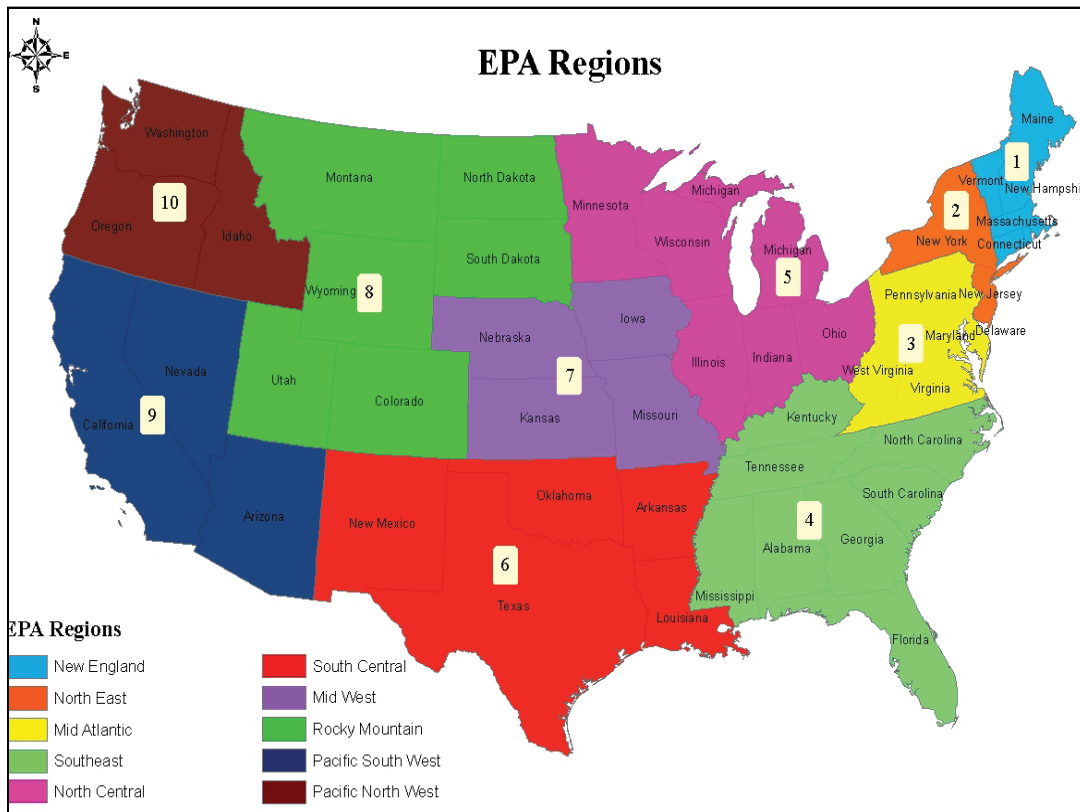 N
E
S
EPA Regions
Washington
Oregon
Idaho
10
Montana
North Dakota
South Dakota
Wyoming
8
Utah
Colorado
Minnesota
Michigan
Wisconsin
Michigan
5
Illinois
Indiana
Ohio
Maine
1
Vermont
New Hampshi
Massachusetts
Connecticut
2
New York
New Jersey
Pennsylvania
3
Maryland
Delaware
West Virginia
Virginia
Nebraska
Iowa
7
Kansas
Missouri
Nevada
California
9
Arizona
New Mexico
Oklahoma
Arkansas
6
Texas
Louisiana
Kentucky
North Carolina
Tennessee
South Carolina
4
Alabama
Georgia
Mississippi
Florida
EPA Regions
New England
North East
Mid Atlantic
Southeast
North Central
South Central
Mid West
Rocky Mountain
Pacific South West
Pacific North West